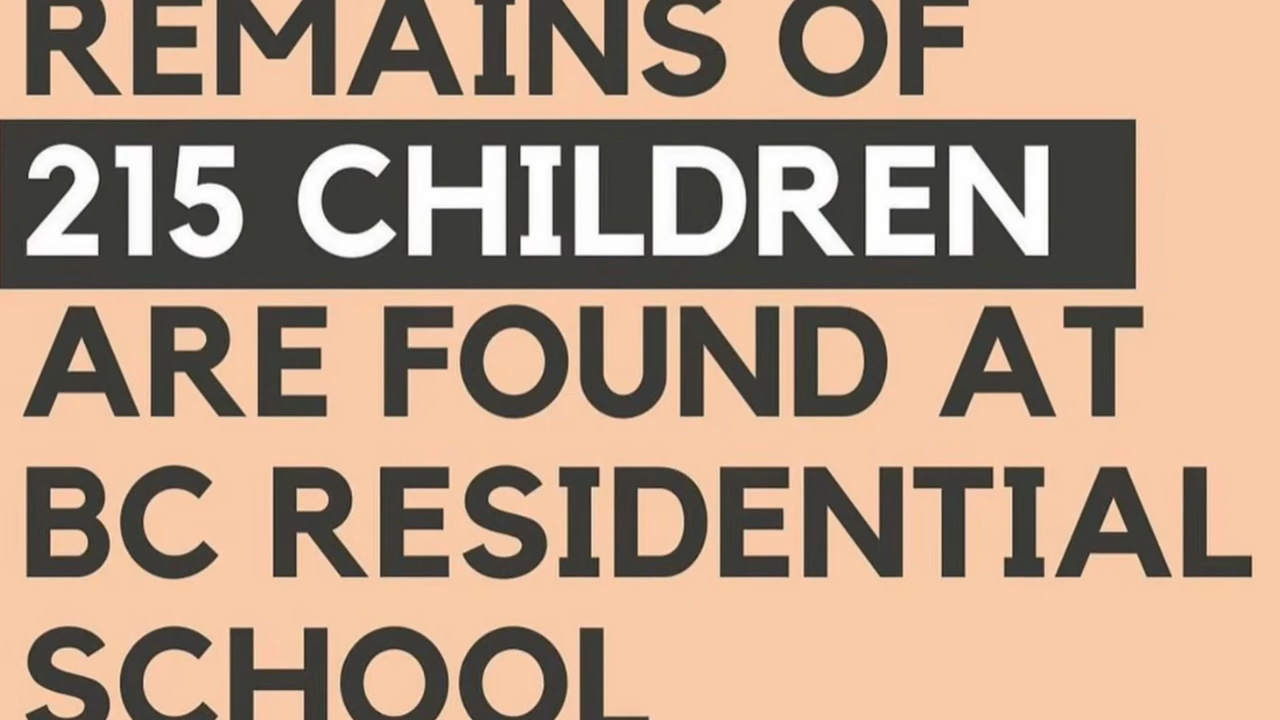 REMAINS OF
215 CHILDREN
ARE FOUND AT
BC RESIDENTIAL
SCHOOL